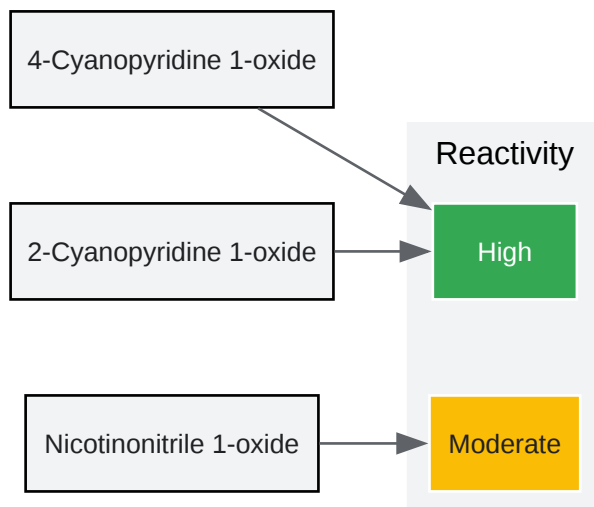 4-Cyanopyridine 1-oxide
Reactivity
2-Cyanopyridine 1-oxide
High
Nicotinonitrile 1-oxide
Moderate